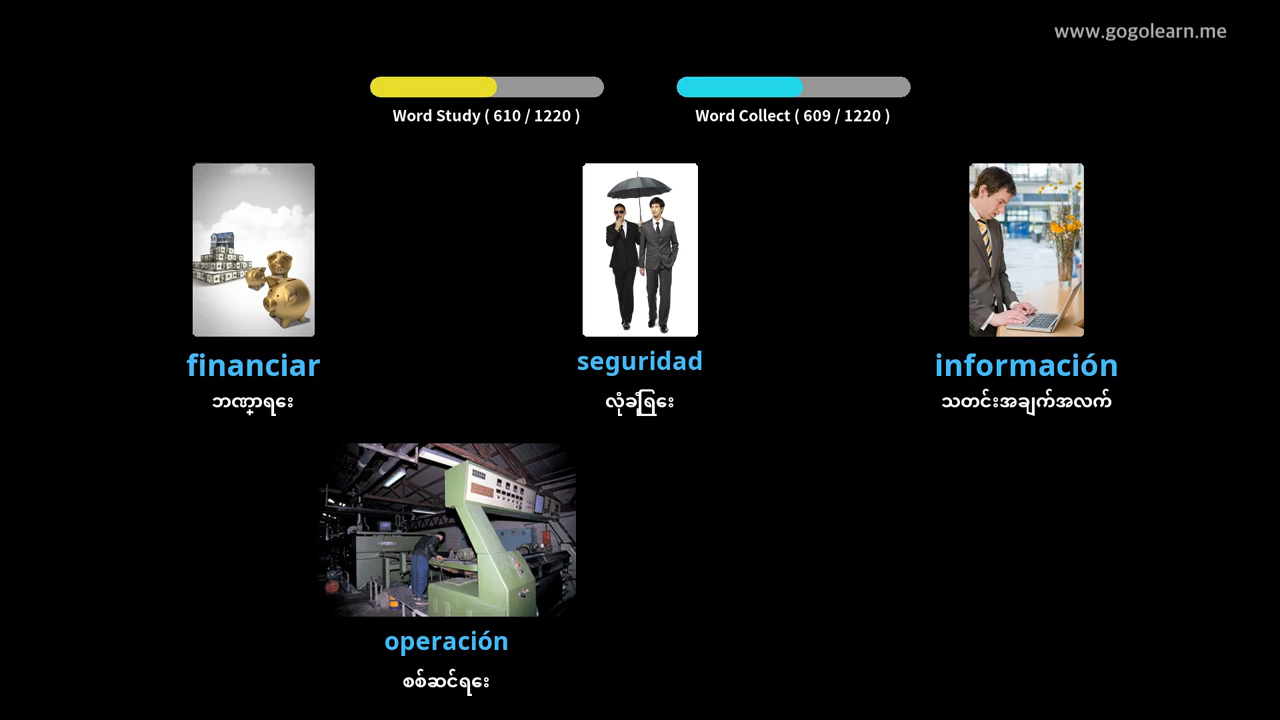 www.gogolearn.me
Word Study ( 610 / 1220 )
Word Collect ( 609 / 1220 )
financiar
seguridad
información
ဘဏ္ဍာရေး
လုံခြုံရေး
သတင်းအချက်အလက်
operación
စစ်ဆင်ရေး